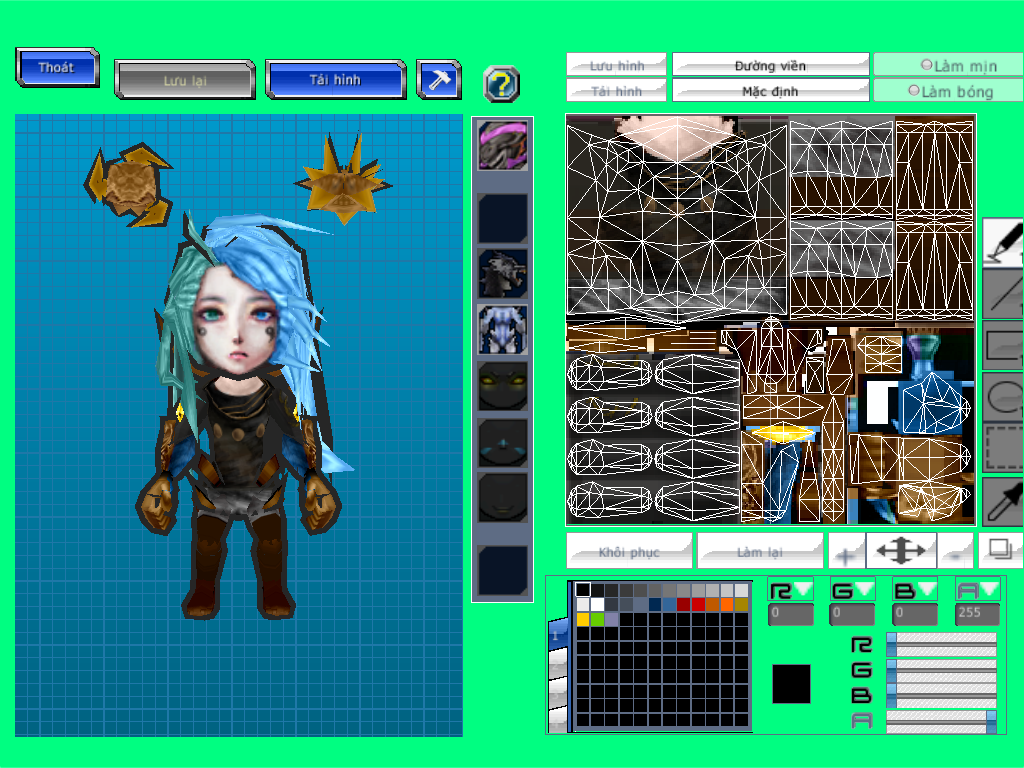 Thoát
Lưu lại
Tải hình
?
Lưu hình
Đường viền
Làm mịn
Tải hình
Mặc định
Làm bóng
Khôi phục
Làm lại
+
-
1
R
G
B
A
0
0
0
255
R
G
B
A